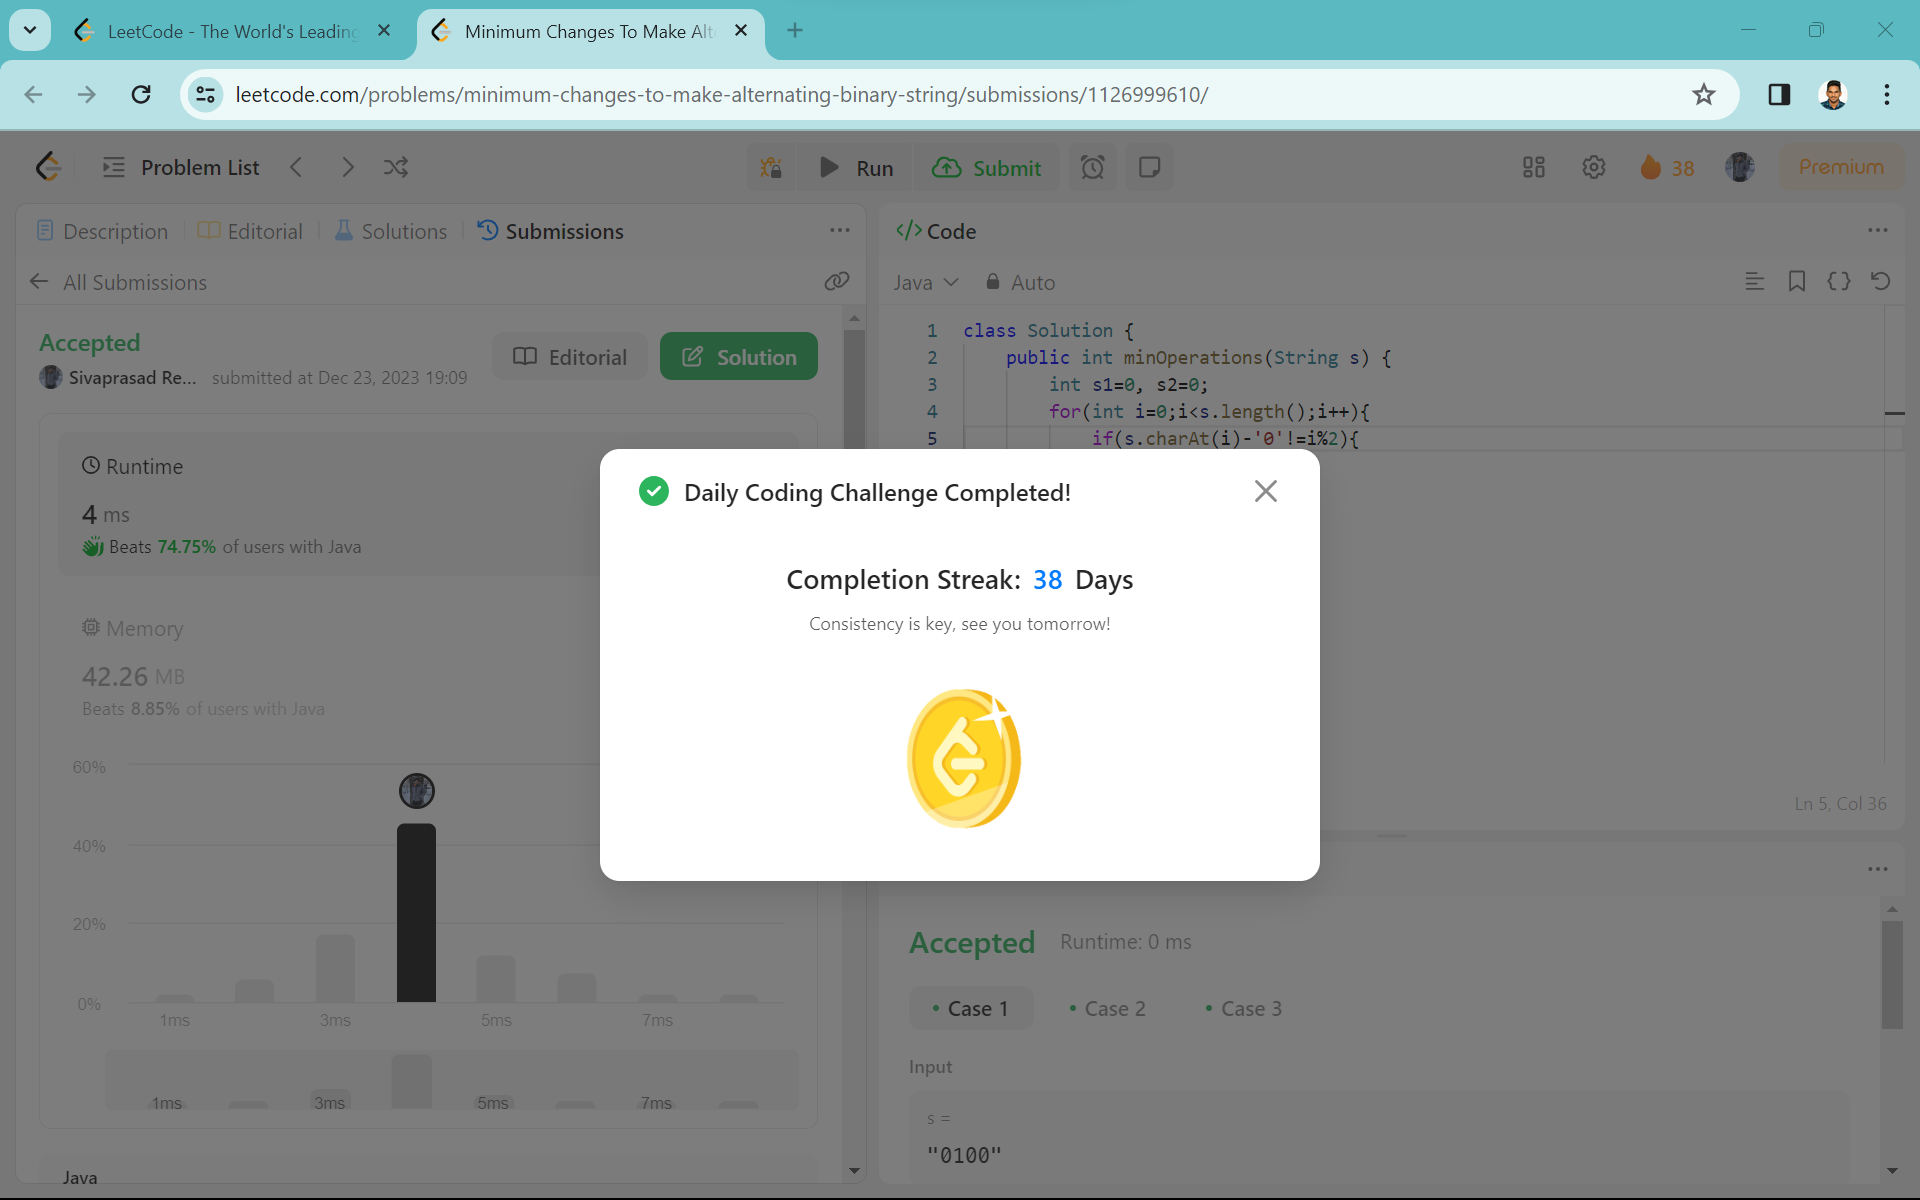 LeetCode - The World's Leading
Minimum Changes To Make Alt
leetcode.com/problems/minimum-changes-to-make-alternating-binary-string/submissions/1126999610/
Problem List
Run
Submit
38
Premium
Description
Editorial
Solutions
Submissions
All Submissions
Accepted
Sivaprasad Re...
submitted at Dec 23, 2023 19:09
Editorial
Solution
Runtime
4 ms
Beats 74.75% of users with Java
Memory
42.26 MB
Beats 8.85% of users with Java
60%
40%
20%
0%
1ms 3ms 5ms 7ms
1ms 3ms 5ms 7ms
Java
</> Code
Java
Auto
1 class Solution {
2 public int minOperations(String s) {
3 int s1=0, s2=0;
4 for(int i=0;i<s.length();i++){
5 if(s.charAt(i)-'0'!=i%2){
Ln 5, Col 36
Daily Coding Challenge Completed!
Completion Streak: 38 Days
Consistency is key, see you tomorrow!
Accepted
Runtime: 0 ms
• Case 1
• Case 2
• Case 3
Input
s =
"0100"